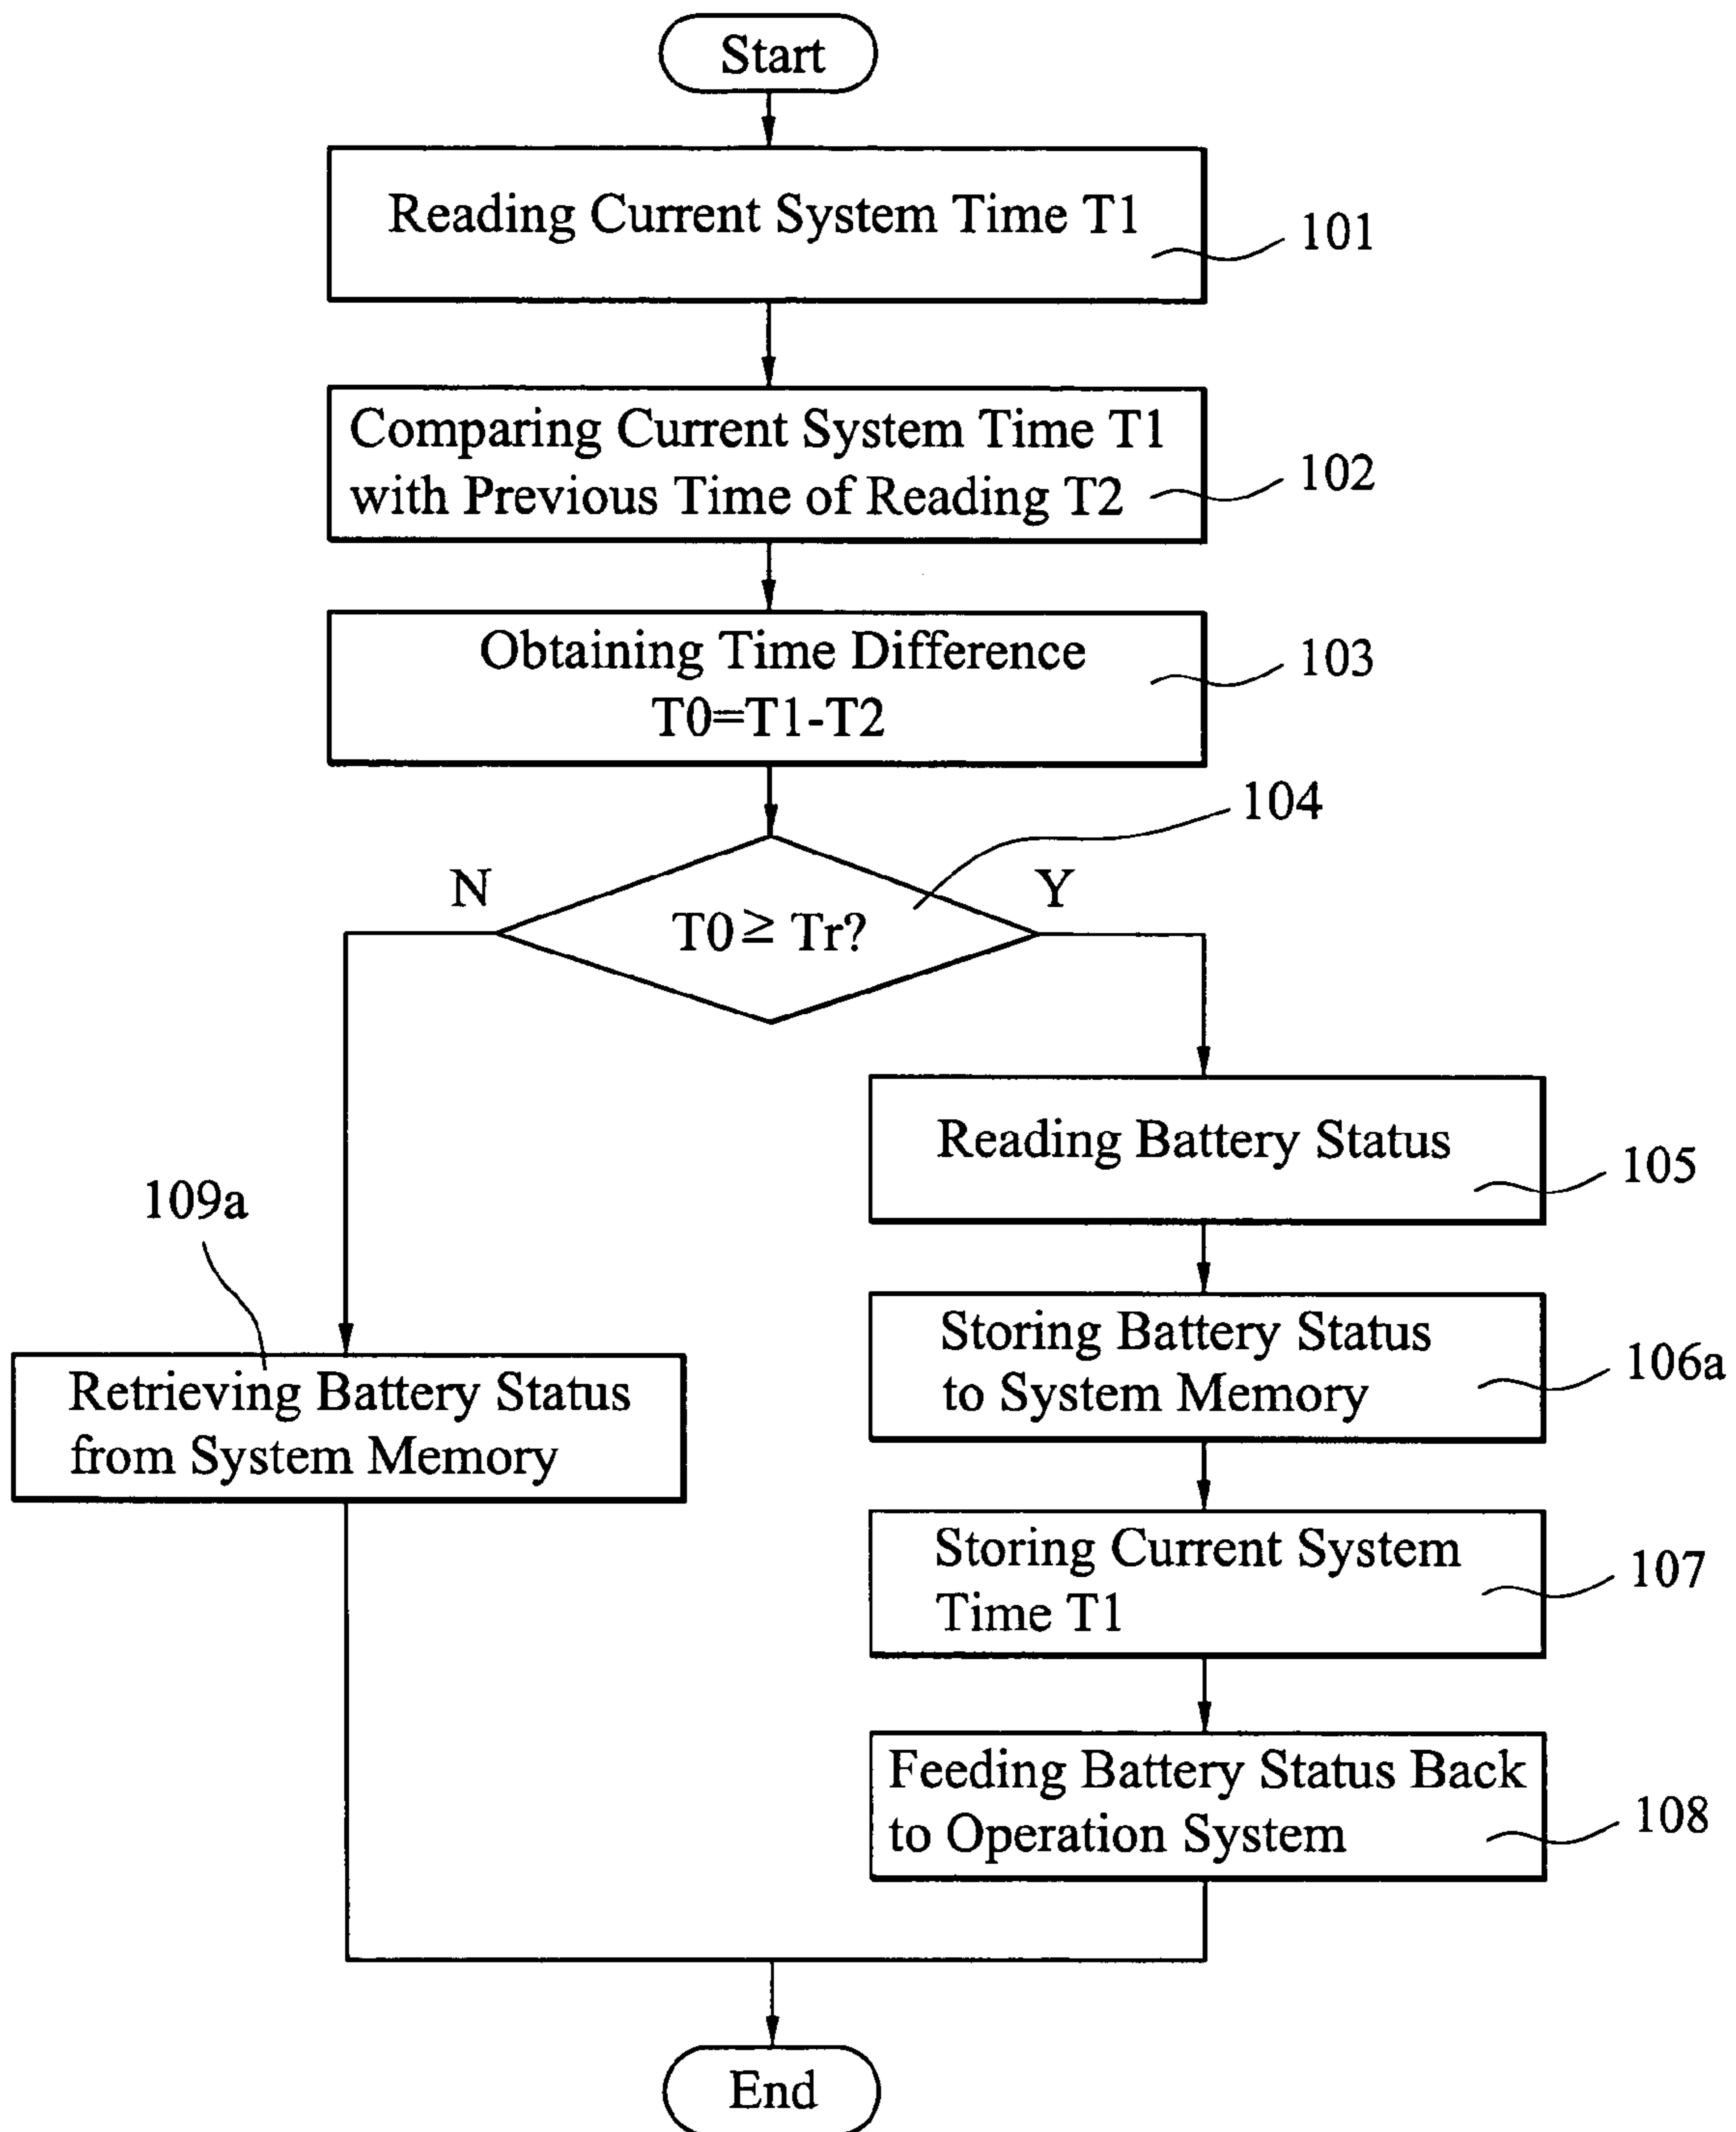 Start
Reading Current System Time T1
101
Comparing Current System Time T1
with Previous Time of Reading T2
102
Obtaining Time Difference
T0=T1-T2
103
104
N
Y
T0≧ Tr?
Reading Battery Status
105
109a
Storing Battery Status
to System Memory
106a
Retrieving Battery Status
from System Memory
Storing Current System
Time T1
107
Feeding Battery Status Back
to Operation System
108
End